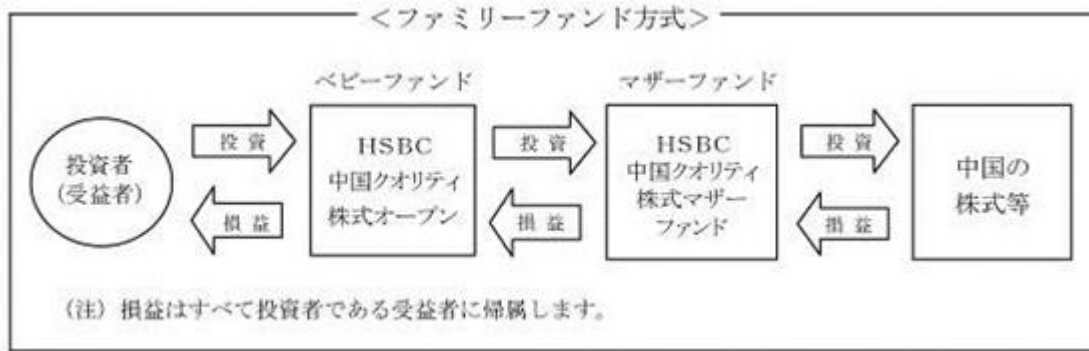 ＜ファミリーファンド方式＞
ベビーファンド
マザーファンド
投資者
(受益者)
投資
損益
HSBC
中国クオリティ
株式オープン
投資
損益
HSBC
中国クオリティ
株式マザー
ファンド
投資
損益
中国の
株式等
(注) 損益はすべて投資者である受益者に帰属します。